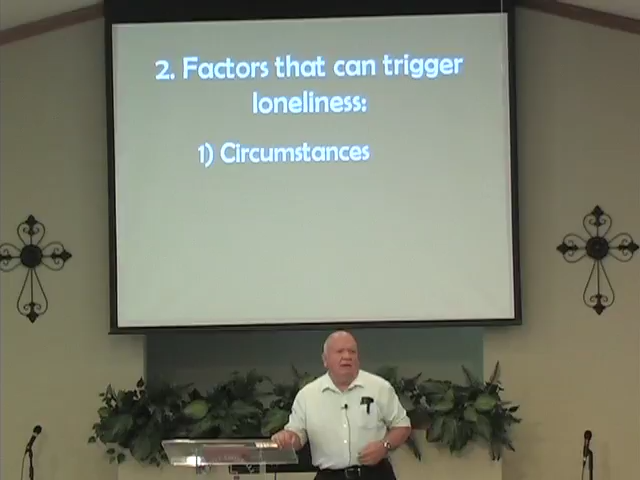 2. Factors that can trigger
loneliness:
1) Circumstances